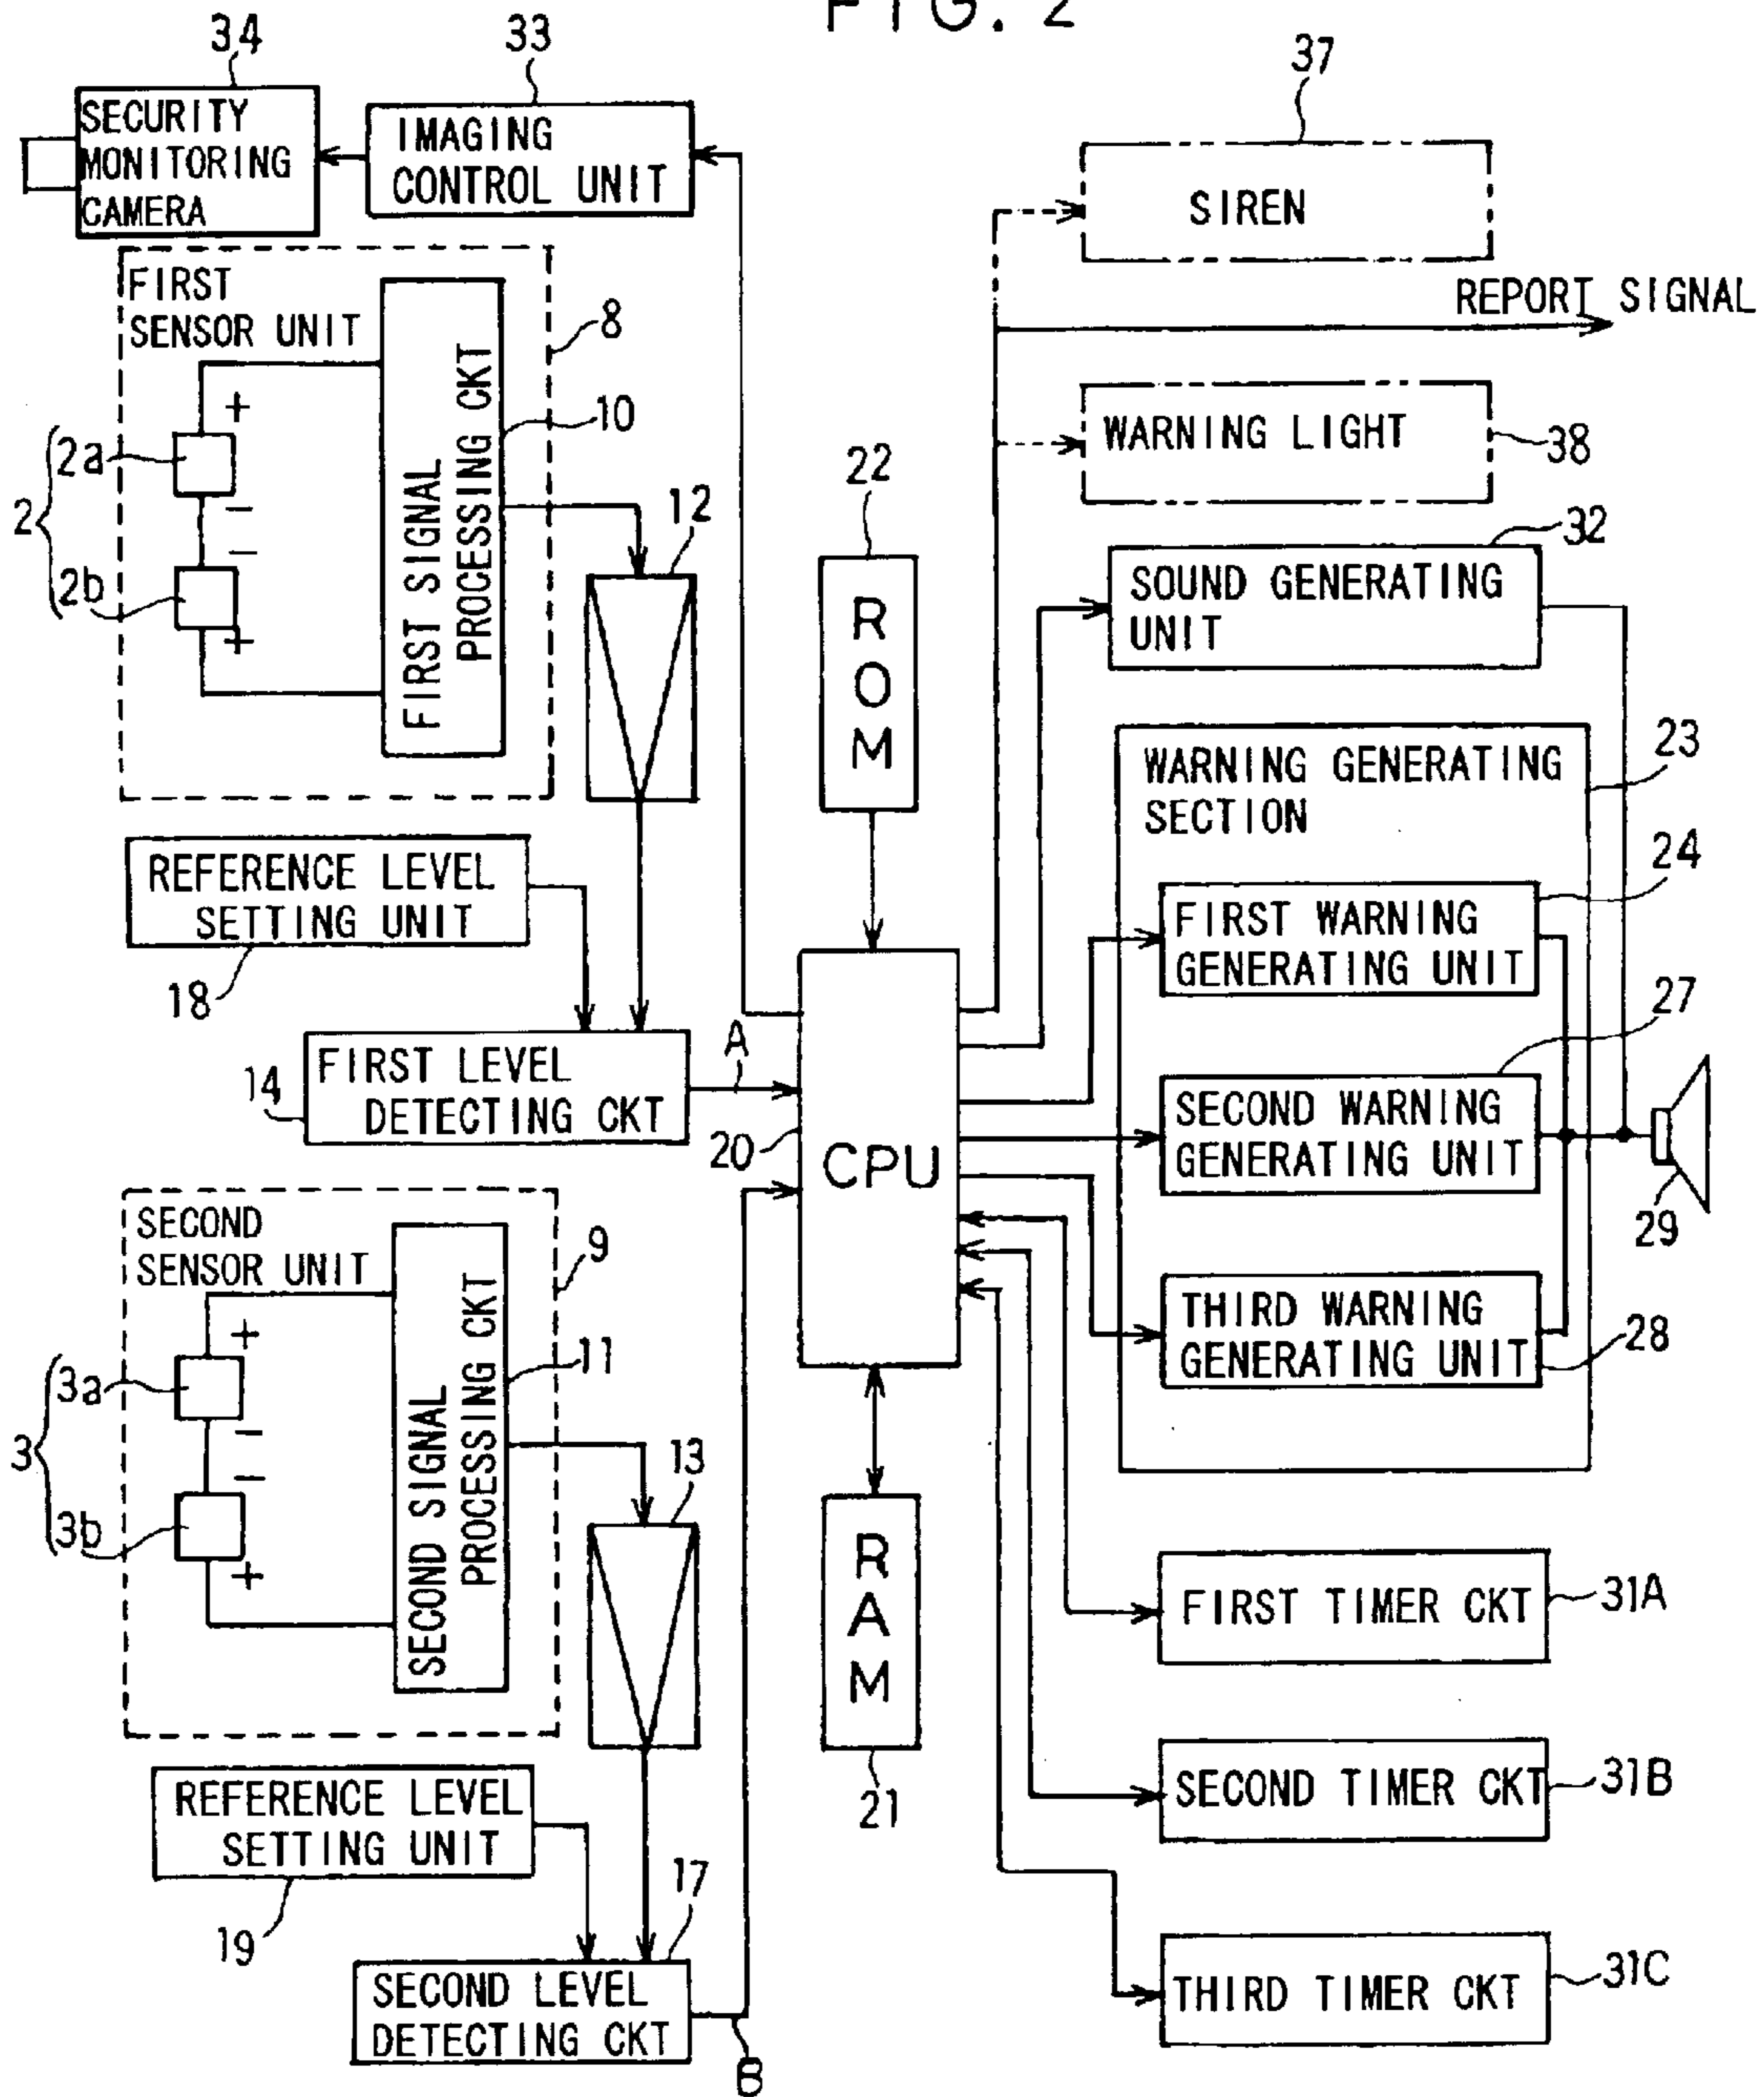 FIG. 2
34
33
37
SECURITY
MONITORING
CAMERA
IMAGING
CONTROL UNIT
SIREN
REPORT SIGNAL
FIRST
SENSOR UNIT
8
FIRST SIGNAL
PROCESSING CKT
10
+
2a
−
2
−
2b
+
12
22
ROM
WARNING LIGHT
38
32
SOUND GENERATING
UNIT
23
WARNING GENERATING
SECTION
24
FIRST WARNING
GENERATING UNIT
27
SECOND WARNING
GENERATING UNIT
29
THIRD WARNING
GENERATING UNIT
28
REFERENCE LEVEL
SETTING UNIT
18
14
FIRST LEVEL
DETECTING CKT
A
20
CPU
SECOND
SENSOR UNIT
9
SECOND SIGNAL
PROCESSING CKT
11
+
3a
−
3
−
3b
+
13
RAM
21
FIRST TIMER CKT
31A
SECOND TIMER CKT
31B
THIRD TIMER CKT
31C
REFERENCE LEVEL
SETTING UNIT
19
17
SECOND LEVEL
DETECTING CKT
B